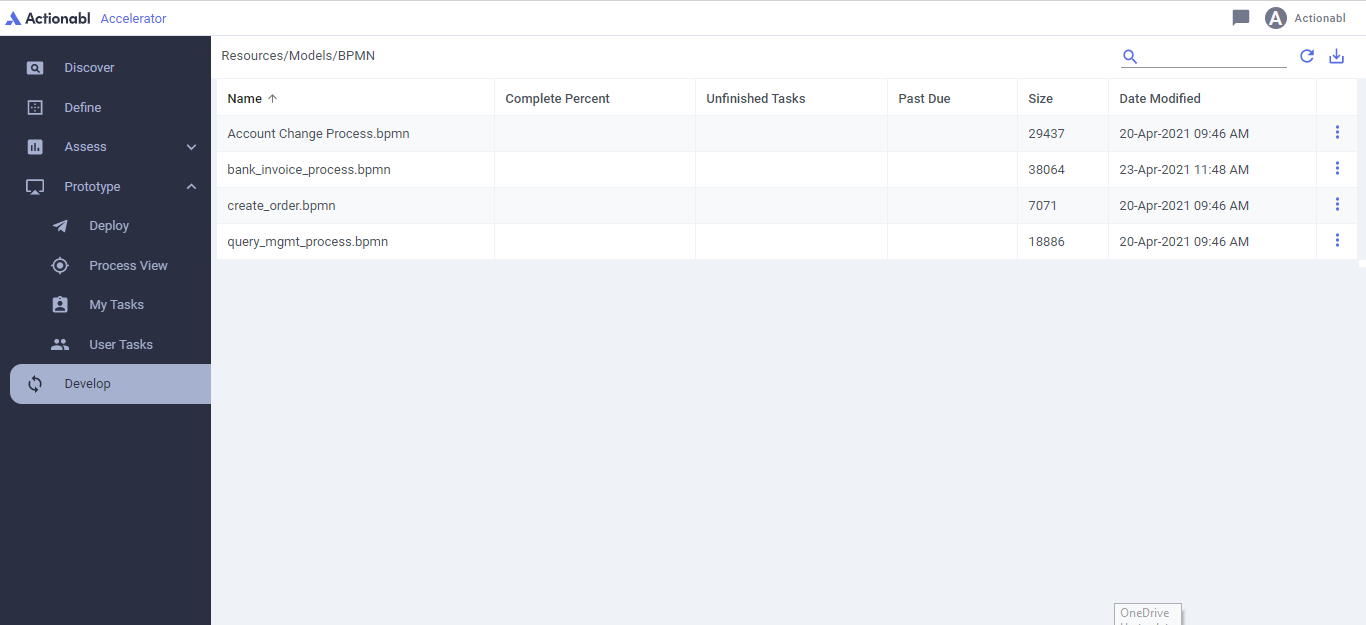 Actionabl Accelerator A Actionabl
Resources/Models/BPMN
Discover
Define
Assess
Prototype
Deploy
Process View
My Tasks
User Tasks
Develop
Name Complete Percent Unfinished Tasks Past Due Size Date Modified
Account Change Process.bpmn 29437 20-Apr-2021 09:46 AM
bank_invoice_process.bpmn 38064 23-Apr-2021 11:48 AM
create_order.bpmn 7071 20-Apr-2021 09:46 AM
query_mgmt_process.bpmn 18886 20-Apr-2021 09:46 AM
OneDrive